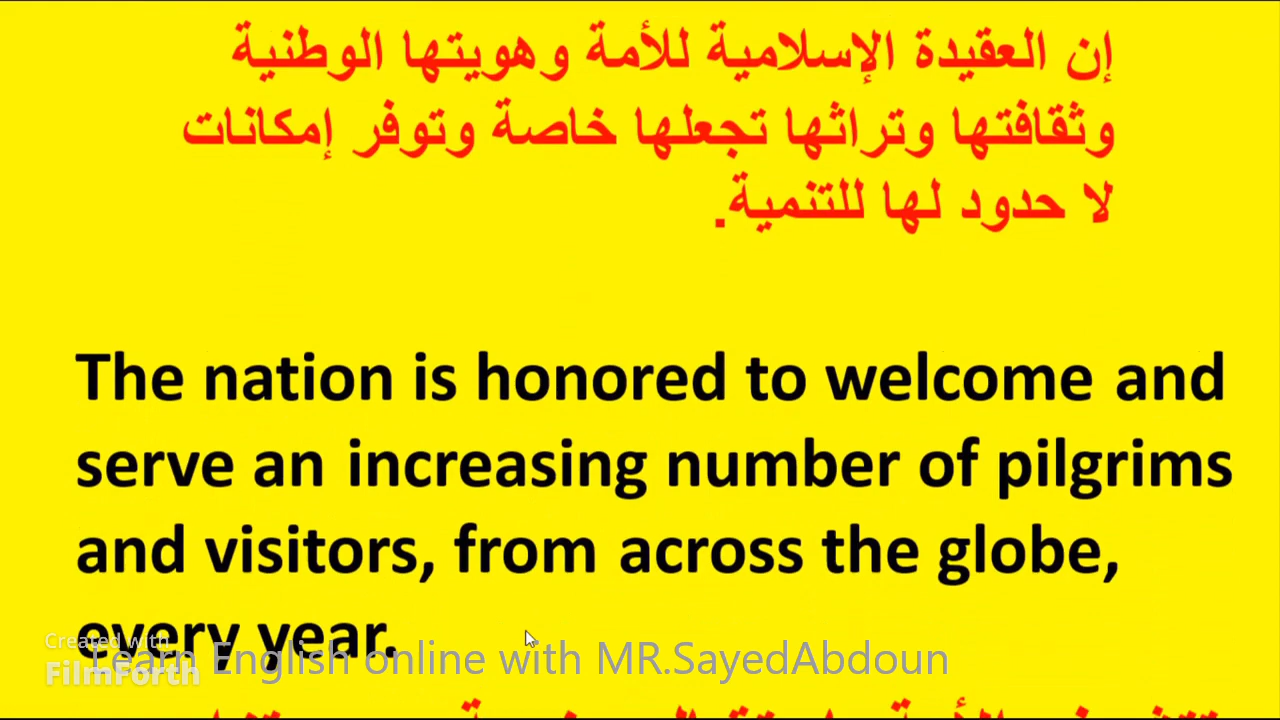 إن العقيدة الإسلامية للأمة وهويتها الوطنية
وثقافتها وتراثها تجعلها خاصة وتوفر إمكانات
لا حدود لها للتنمية.
The nation is honored to welcome and
serve an increasing number of pilgrims
and visitors, from across the globe,
every year.
Created with
FilmForth
Learn English online with MR.SayedAbdoun